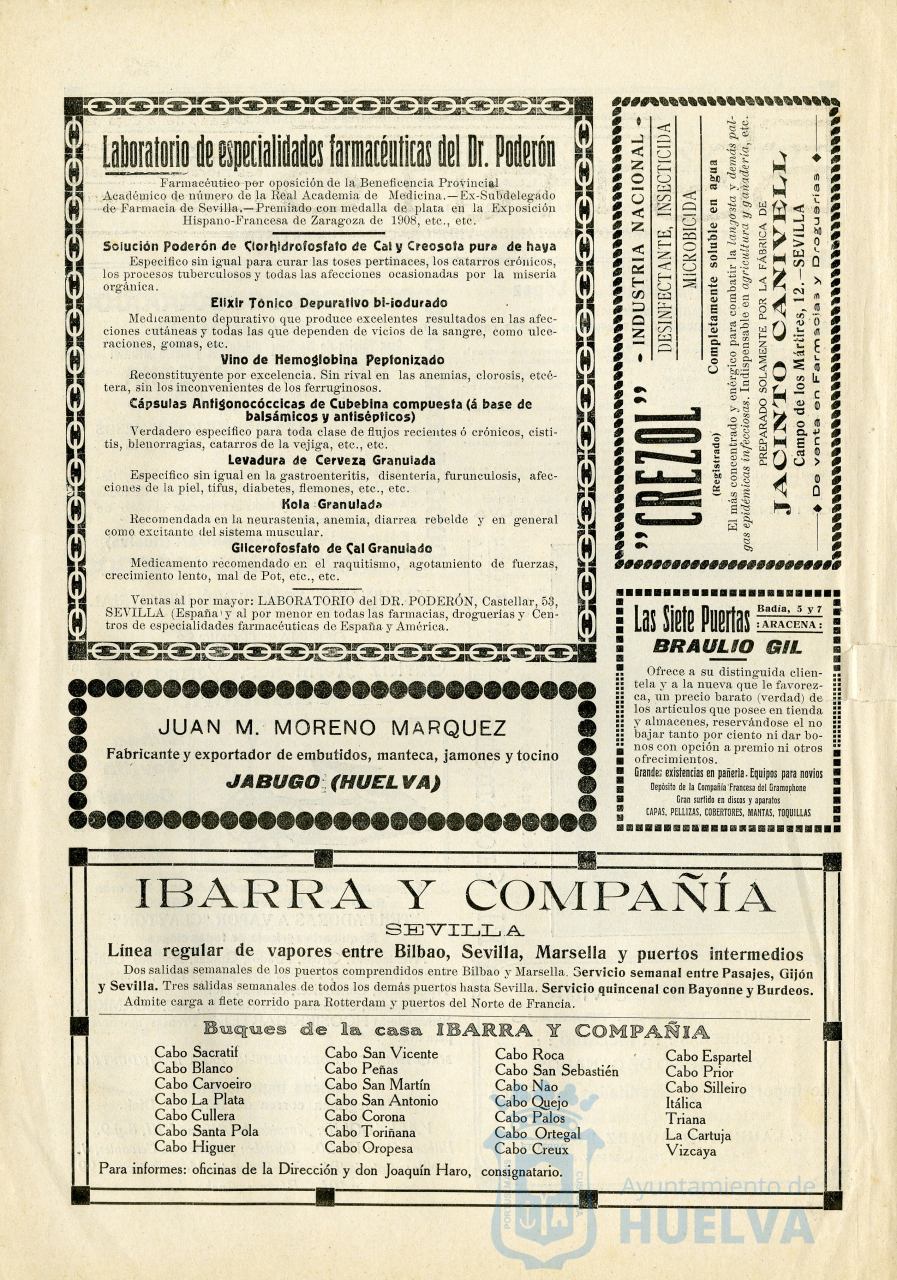 Laboratorio de especialidades farmacéuticas del Dr. Poderón
Farmacéutico por oposición de la Beneficencia Provincial
Académico de número de la Real Academia de Medicina.—Ex-Subdelegado
de Farmacia de Sevilla.—Premiado con medalla de plata en la Exposición
Hispano-Francesa de Zaragoza de 1908, etc., etc.
Solución Poderón de Clorhidrofosfato de Cal y Creosota pura de haya
Específico sin igual para curar las toses pertinaces, los catarros crónicos,
los procesos tuberculosos y todas las afecciones ocasionadas por la miseria
orgánica.
Elixir Tónico Depurativo bi-iodurado
Medicamento depurativo que produce excelentes resultados en las afec-
ciones cutáneas y todas las que dependen de vicios de la sangre, como ulce-
raciones, gomas, etc.
Vino de Hemoglobina Peptonizado
Reconstituyente por excelencia. Sin rival en las anemias, clorosis, etcé-
tera, sin los inconvenientes de los ferruginosos.
Cápsulas Antigonocóccicas de Cubebina compuesta (á base de
balsámicos y antisépticos)
Verdadero específico para toda clase de flujos recientes ó crónicos, cisti-
tis, blenorragias, catarros de la vejiga, etc., etc.
Levadura de Cerveza Granulada
Específico sin igual en la gastroenteritis, disentería, furunculosis, afec-
ciones de la piel, tifus, diabetes, flemones, etc., etc.
Kola Granulada
Recomendada en la neurastenia, anemia, diarrea rebelde y en general
como excitante del sistema muscular.
Glicerofosfato de Cal Granulado
Medicamento recomendado en el raquitismo, agotamiento de fuerzas,
crecimiento lento, mal de Pot, etc., etc.
Ventas al por mayor: LABORATORIO del DR. PODERÓN, Castellar, 53,
SEVILLA (España) y al por menor en todas las farmacias, droguerías y Cen-
tros de especialidades farmacéuticas de España y América.
„CREZOL”
(Registrado)
- INDUSTRIA NACIONAL -
DESINFECTANTE, INSECTICIDA
MICROBICIDA
Completamente soluble en agua
El más concentrado y enérgico para combatir la langosta y demás pla-
gas epidémicas infecciosas. Indispensable en agricultura y ganadería, etc.
PREPARADO SOLAMENTE POR LA FÁBRICA DE
JACINTO CANIVELL
Campo de los Mártires, 12.—SEVILLA
◆ De venta en Farmacias y Droguerías ◆
Las Siete Puertas
Badía, 5 y 7
: ARACENA :
BRAULIO GIL
Ofrece a su distinguida clien-
tela y a la nueva que le favorez-
ca, un precio barato (verdad) de
los artículos que posee en tienda
y almacenes, reservándose el no
bajar tanto por ciento ni dar bo-
nos con opción a premio ni otros
ofrecimientos.
Grandes existencias en pañería. Equipos para novios
Depósito de la Compañía Francesa del Gramophone
Gran surtido en discos y aparatos
CAPAS, PELLIZAS, COBERTORES, MANTAS, TOQUILLAS
JUAN M. MORENO MARQUEZ
Fabricante y exportador de embutidos, manteca, jamones y tocino
JABUGO (HUELVA)
IBARRA Y COMPAÑÍA
SEVILLA
Línea regular de vapores entre Bilbao, Sevilla, Marsella y puertos intermedios
Dos salidas semanales de los puertos comprendidos entre Bilbao y Marsella. Servicio semanal entre Pasajes, Gijón
y Sevilla. Tres salidas semanales de todos los demás puertos hasta Sevilla. Servicio quincenal con Bayonne y Burdeos.
Admite carga a flete corrido para Rotterdam y puertos del Norte de Francia.
Buques de la casa IBARRA Y COMPAÑIA
Cabo Sacratif
Cabo Blanco
Cabo Carvoeiro
Cabo La Plata
Cabo Cullera
Cabo Santa Pola
Cabo Higuer
Cabo San Vicente
Cabo Peñas
Cabo San Martín
Cabo San Antonio
Cabo Corona
Cabo Toriñana
Cabo Oropesa
Cabo Roca
Cabo San Sebastién
Cabo Nao
Cabo Quejo
Cabo Palos
Cabo Ortegal
Cabo Creux
Cabo Espartel
Cabo Prior
Cabo Silleiro
Itálica
Triana
La Cartuja
Vizcaya
Para informes: oficinas de la Dirección y don Joaquín Haro, consignatario.
Ayuntamiento de
HUELVA